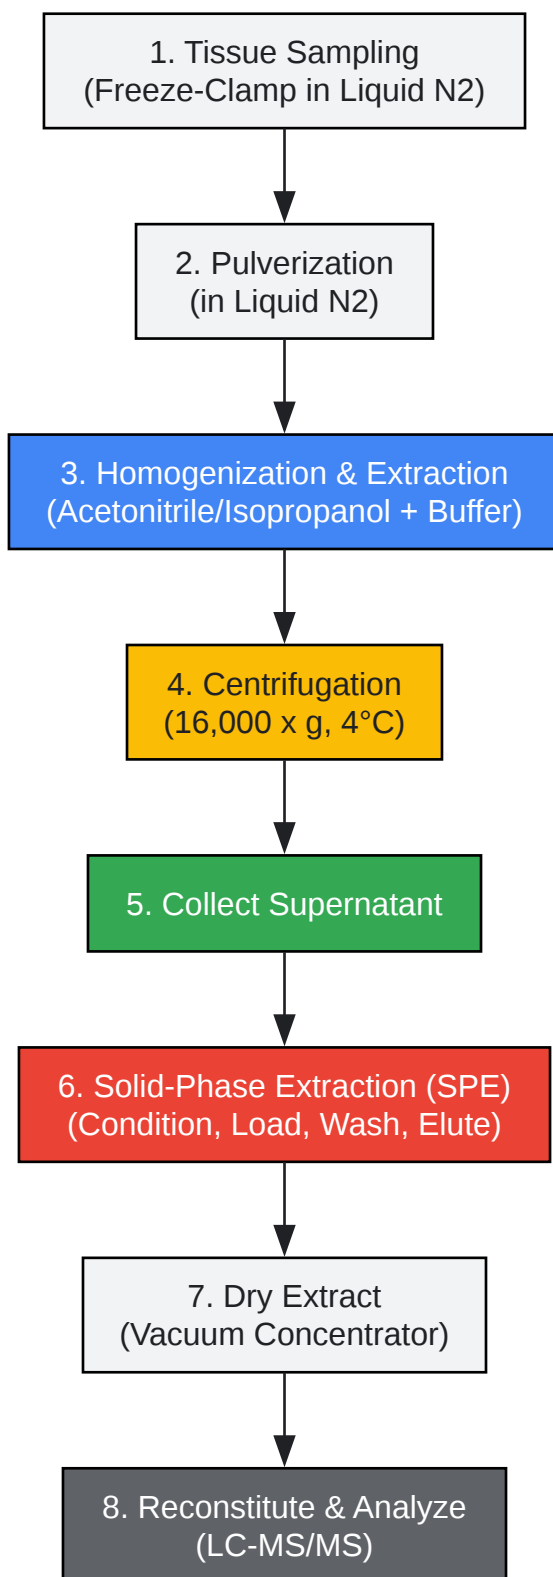 1. Tissue Sampling
(Freeze-Clamp in Liquid N2)
2. Pulverization
(in Liquid N2)
3. Homogenization & Extraction
(Acetonitrile/Isopropanol + Buffer)
4. Centrifugation
(16,000 x g, 4°C)
5. Collect Supernatant
6. Solid-Phase Extraction (SPE)
(Condition, Load, Wash, Elute)
7. Dry Extract
(Vacuum Concentrator)
8. Reconstitute & Analyze
(LC-MS/MS)